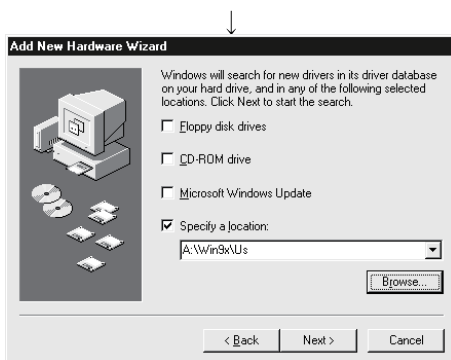 Add New Hardware Wizard
Windows will search for new drivers in its driver database
on your hard drive, and in any of the following selected
locations. Click Next to start the search.
Floppy disk drives
CD-ROM drive
Microsoft Windows Update
Specify a location:
A:\Win9x\Us
Browse...
< Back
Next >
Cancel